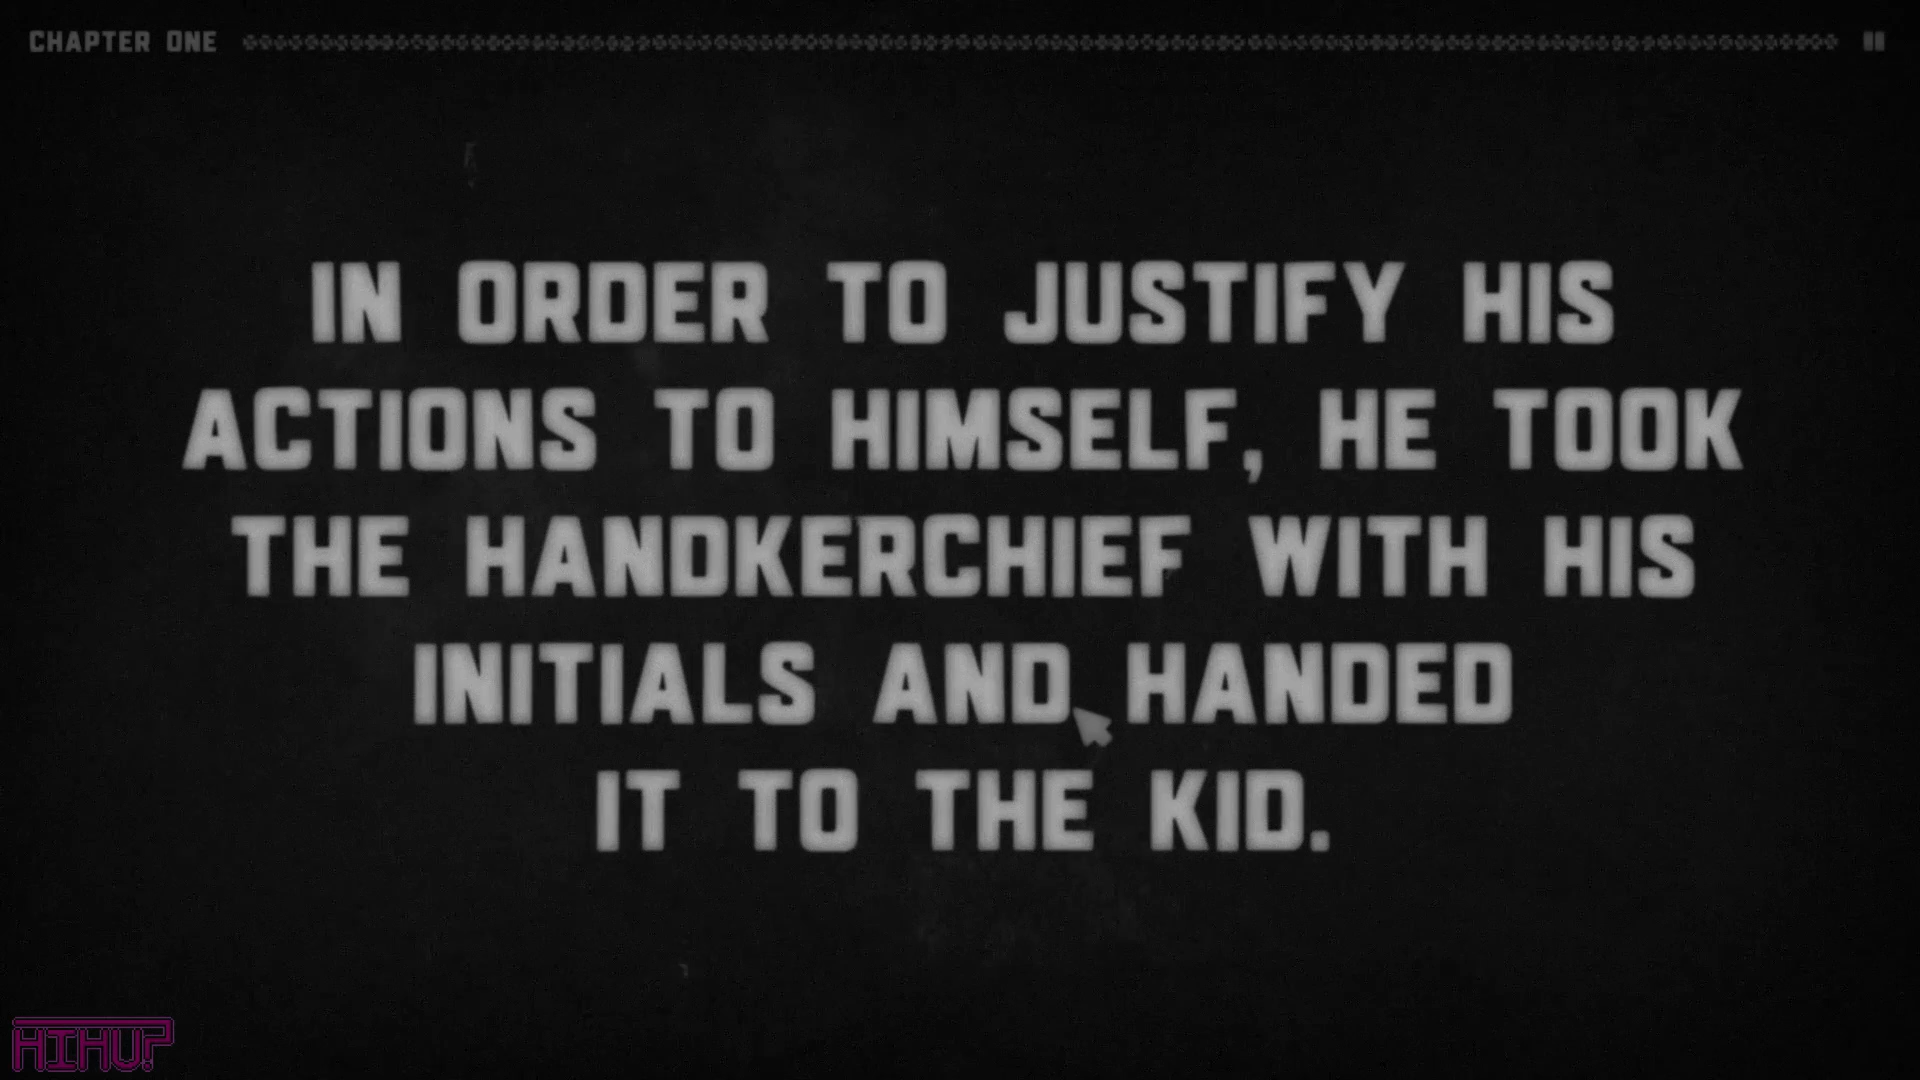 CHAPTER ONE
IN ORDER TO JUSTIFY HIS
ACTIONS TO HIMSELF, HE TOOK
THE HANDKERCHIEF WITH HIS
INITIALS AND HANDED
IT TO THE KID.
HIHU?